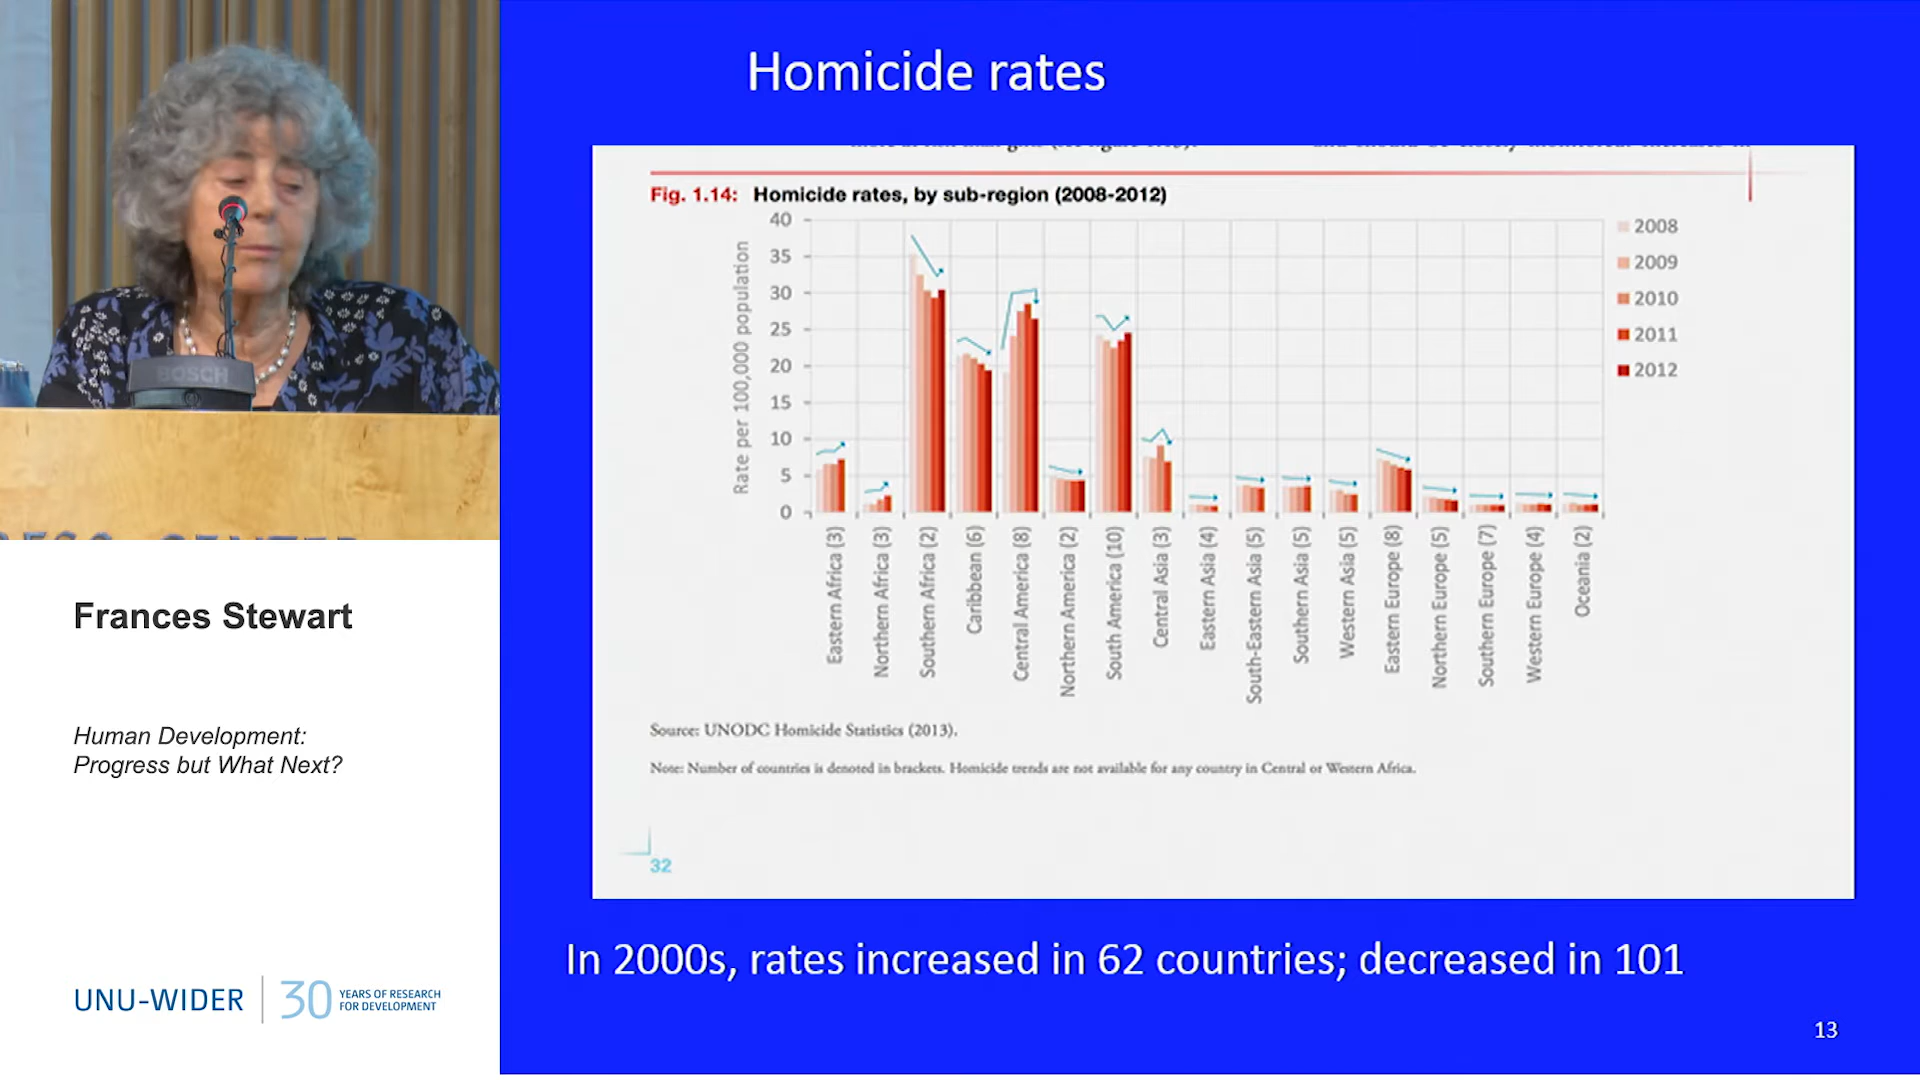 Homicide rates
Fig. 1.14: Homicide rates, by sub-region (2008-2012)
Rate per 100,000 population
40
35
30
25
20
15
10
5
0
2008
2009
2010
2011
2012
Eastern Africa (3)
Northern Africa (3)
Southern Africa (2)
Caribbean (6)
Central America (8)
Northern America (2)
South America (10)
Central Asia (3)
Eastern Asia (4)
South-Eastern Asia (5)
Southern Asia (5)
Western Asia (5)
Eastern Europe (8)
Northern Europe (5)
Southern Europe (7)
Western Europe (4)
Oceania (2)
Source: UNODC Homicide Statistics (2013).
Note: Number of countries is denoted in brackets. Homicide trends are not available for any country in Central or Western Africa.
32
In 2000s, rates increased in 62 countries; decreased in 101
13
BOSCH
Frances Stewart
Human Development:
Progress but What Next?
UNU-WIDER
30 YEARS OF RESEARCH
FOR DEVELOPMENT